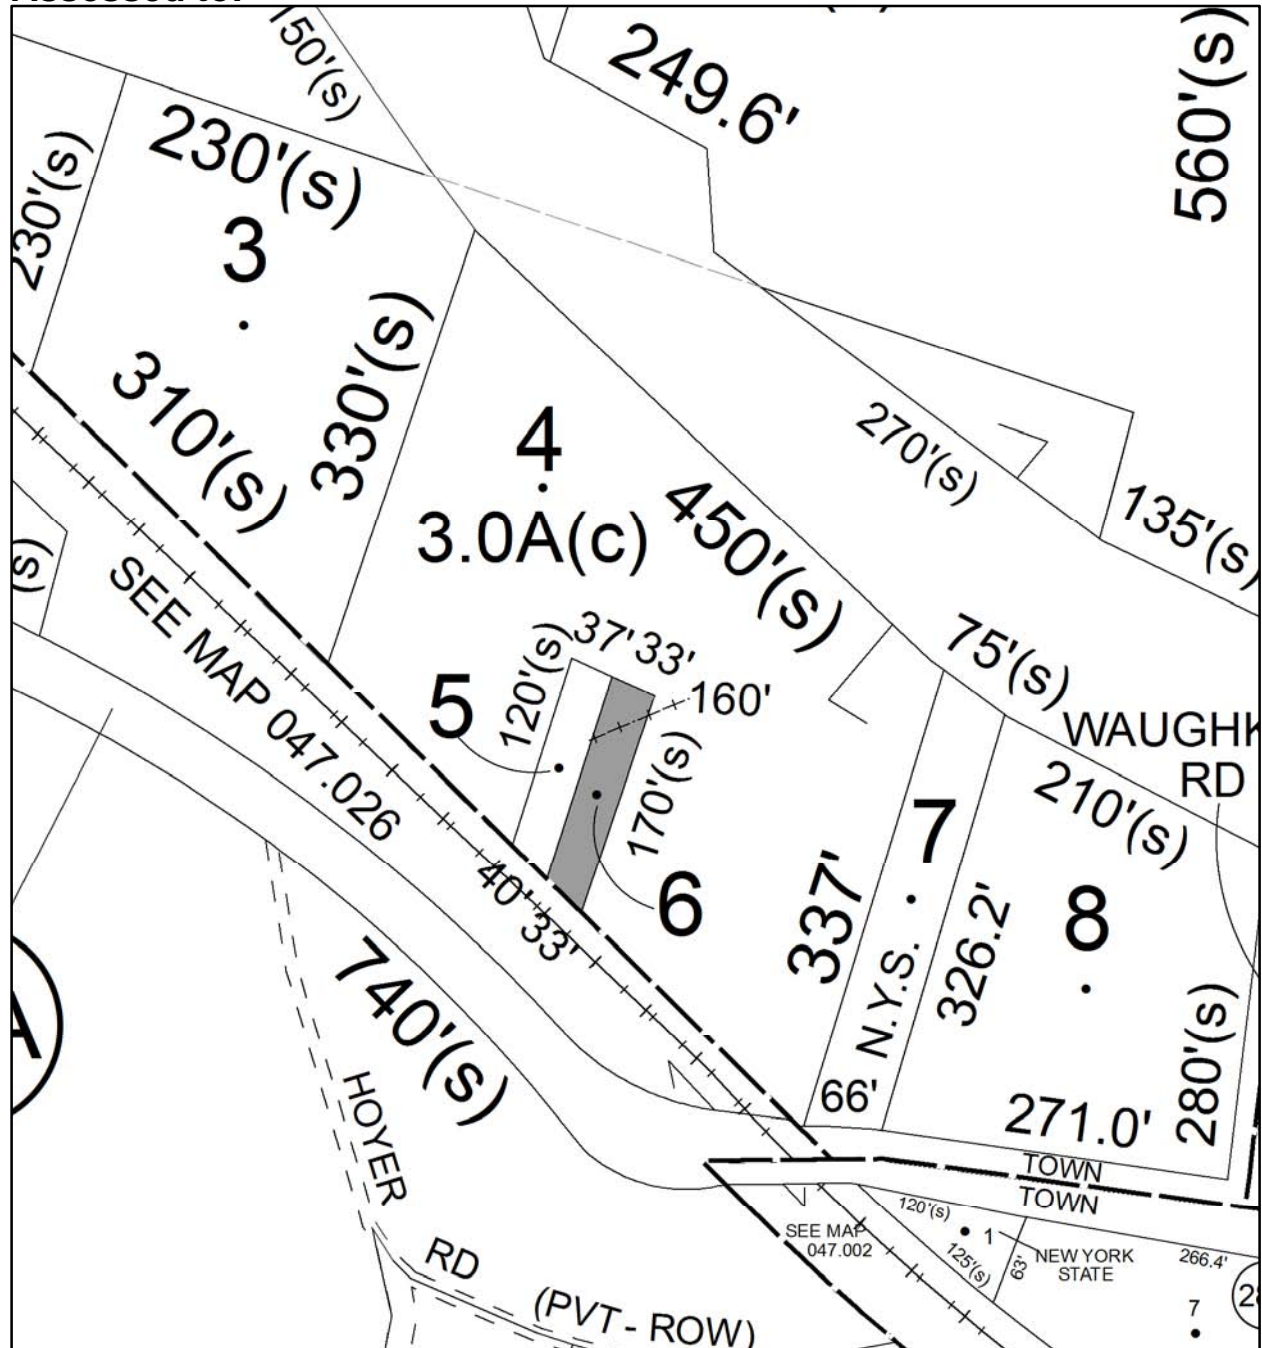 150'(s)
249.6'
560'(s)
230'(s)
230'(s)
3
330'(s)
310'(s)
4
3.0A(c)
450'(s)
270'(s)
135'(s)
(s)
SEE MAP 047.026
37'
33'
120'(s)
5
160'
170'(s)
6
40'
33'
75'(s)
WAUGHK
RD
210'(s)
7
337'
N.Y.S.
326.2'
8
280'(s)
66'
271.0'
740'(s)
A
HOYER
RD
(PVT - ROW)
TOWN
TOWN
SEE MAP
047.002
120'(s)
1
125'(s)
63'
NEW YORK
STATE
266.4'
7